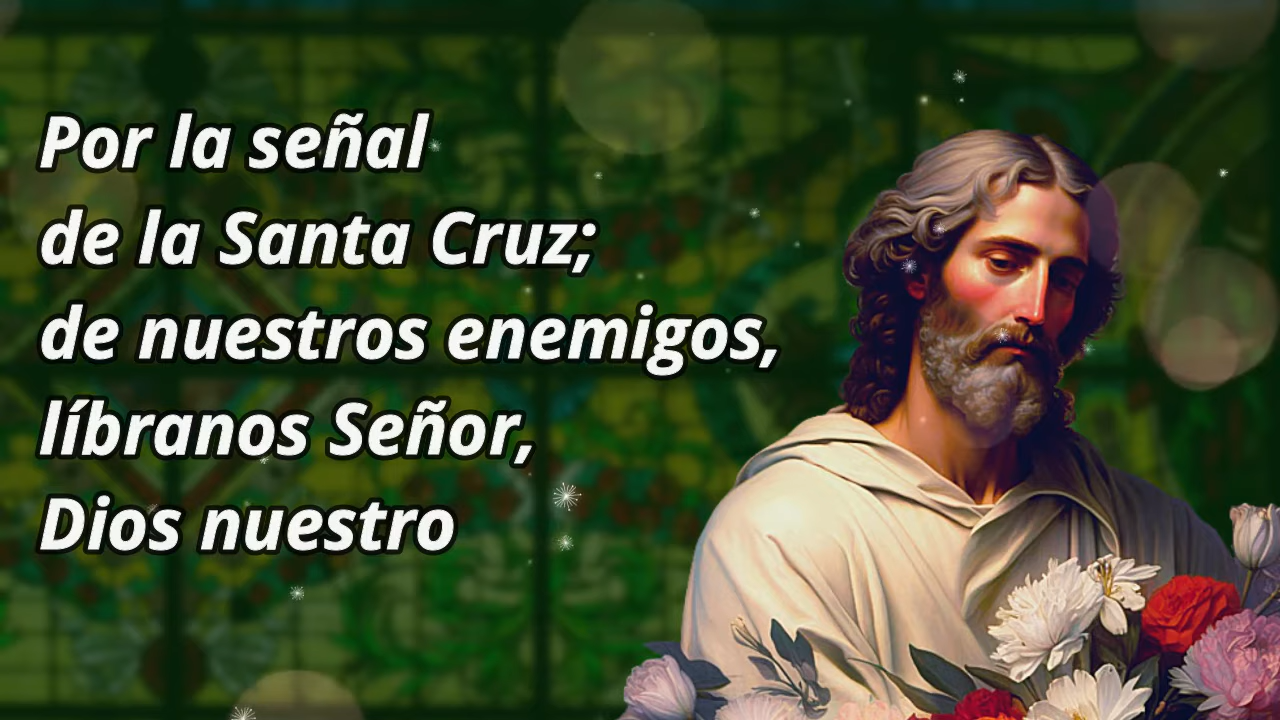 Por la señal
de la Santa Cruz;
de nuestros enemigos,
líbranos Señor,
Dios nuestro